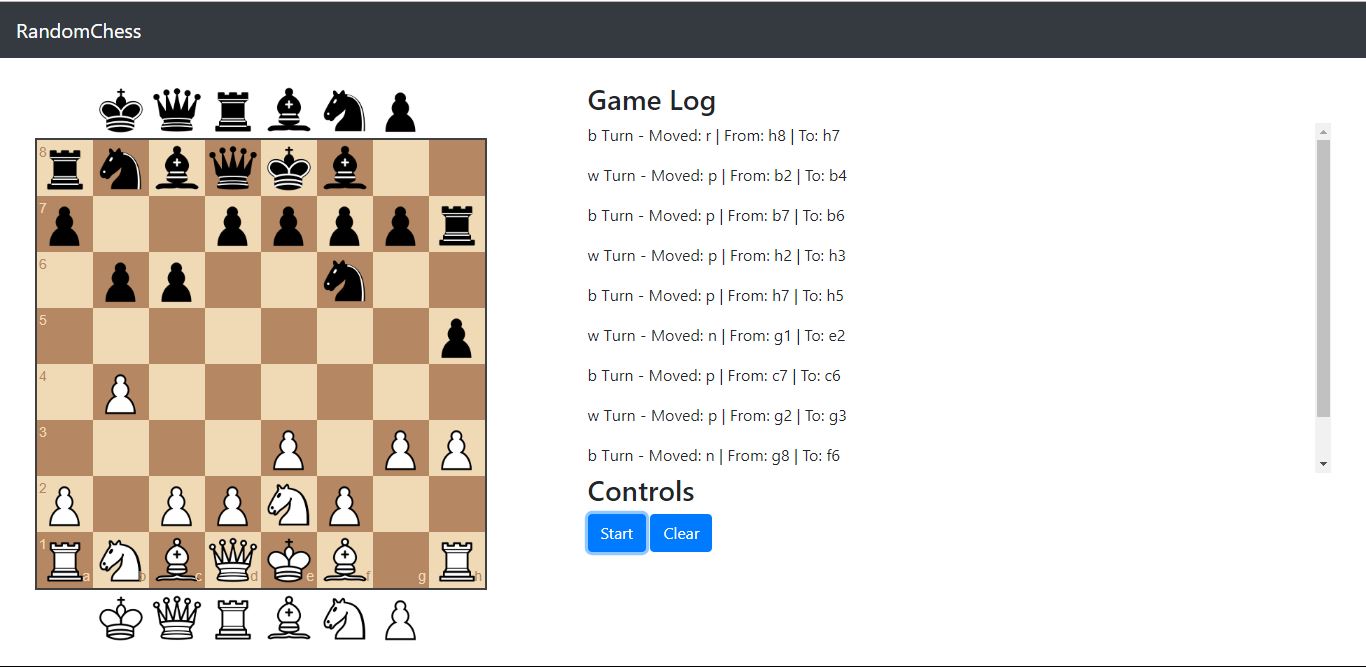 RandomChess
8
7
6
5
4
3
2
1
a
b
c
d
e
f
g
h
Game Log
b Turn - Moved: r | From: h8 | To: h7
w Turn - Moved: p | From: b2 | To: b4
b Turn - Moved: p | From: b7 | To: b6
w Turn - Moved: p | From: h2 | To: h3
b Turn - Moved: p | From: h7 | To: h5
w Turn - Moved: n | From: g1 | To: e2
b Turn - Moved: p | From: c7 | To: c6
w Turn - Moved: p | From: g2 | To: g3
b Turn - Moved: n | From: g8 | To: f6
Controls
Start
Clear